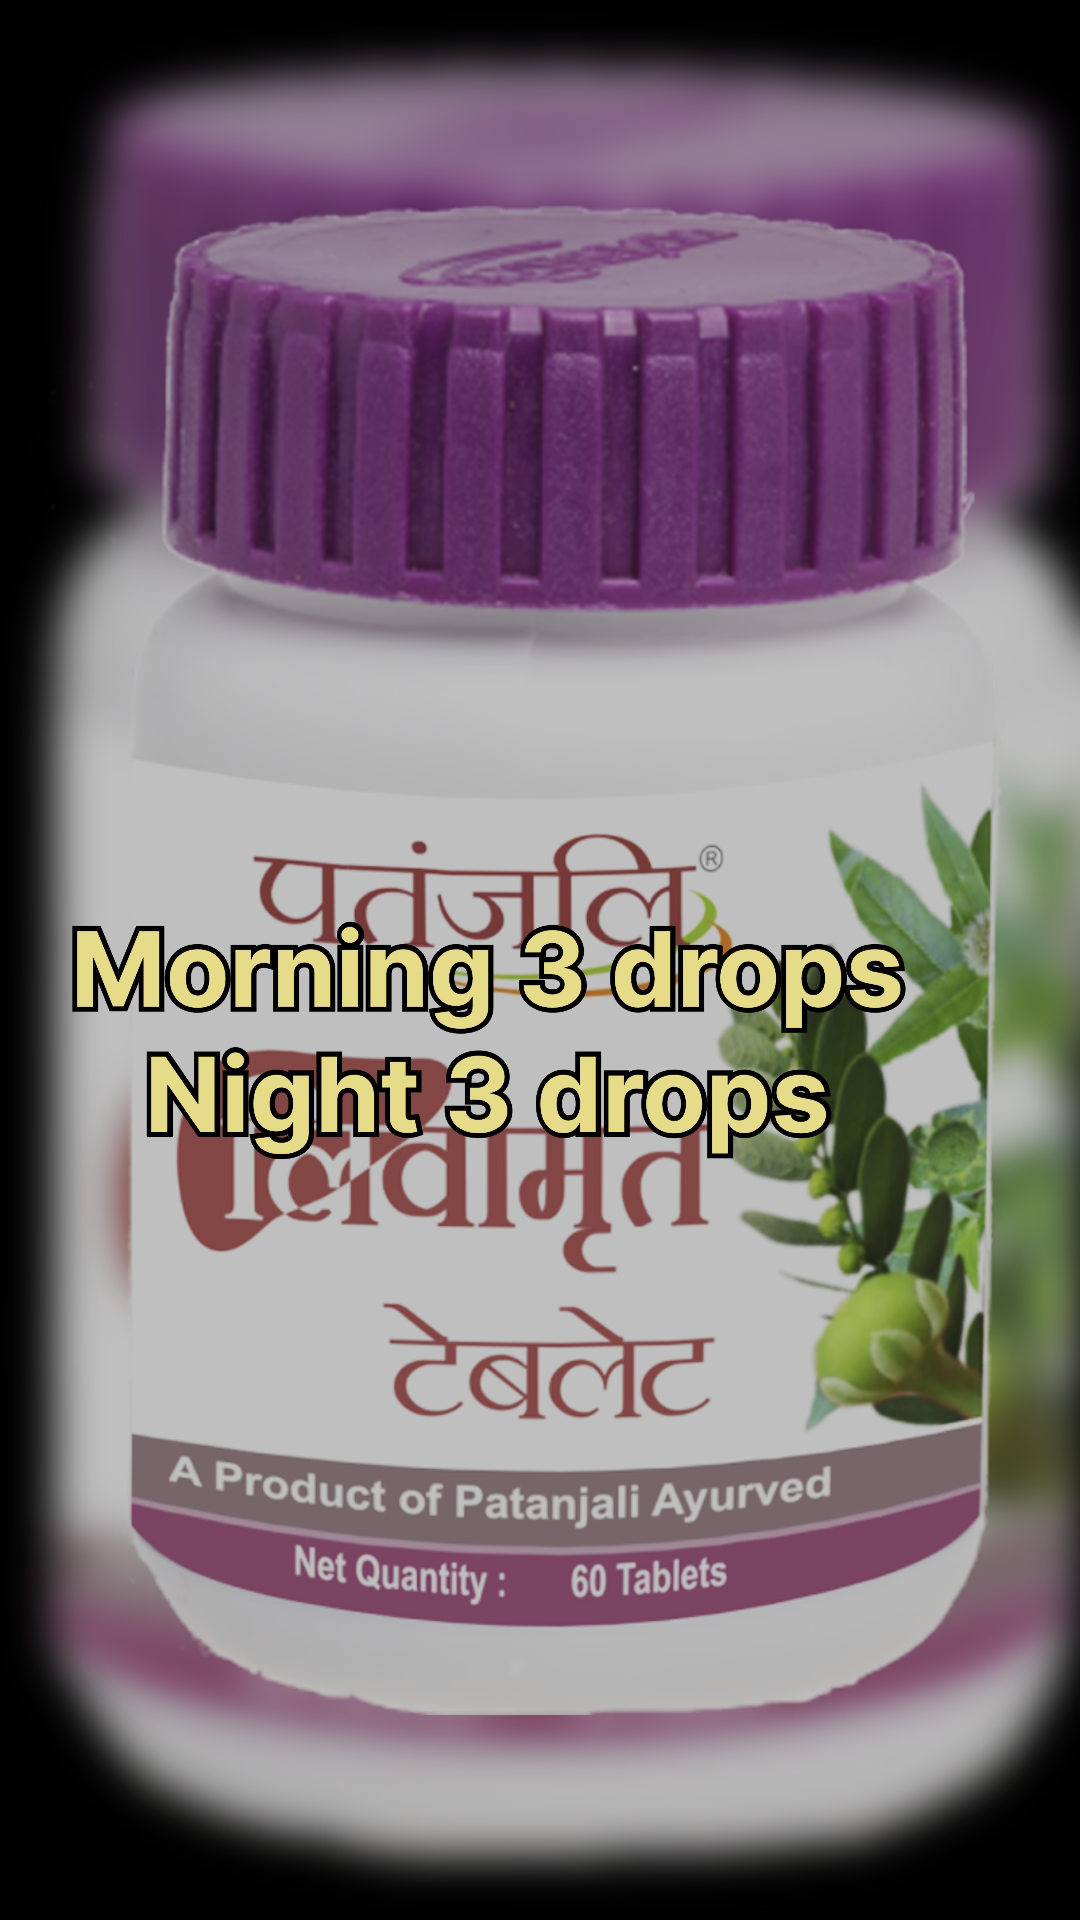 पतंजलि®
Morning 3 drops
Night 3 drops
लिवामृत
टेबलेट
A Product of Patanjali Ayurved
Net Quantity : 60 Tablets